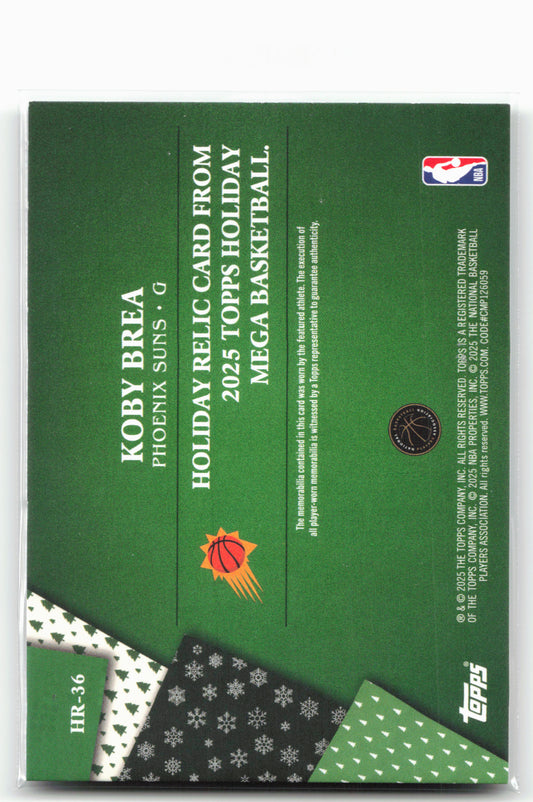 HR-36
KOBY BREA
PHOENIX SUNS • G
HOLIDAY RELIC CARD FROM
2025 TOPPS HOLIDAY
MEGA BASKETBALL.
The memorabilia contained in this card was worn by the featured athlete. The execution of
all player-worn memorabilia is witnessed by a Topps representative to guarantee authenticity.
NBA
® & © 2025 THE TOPPS COMPANY, INC. ALL RIGHTS RESERVED. TOPPS IS A REGISTERED TRADEMARK
OF THE TOPPS COMPANY, INC. © 2025 NBA PROPERTIES, INC. © 2025 THE NATIONAL BASKETBALL
PLAYERS ASSOCIATION. All rights reserved. WWW.TOPPS.COM. CODE#CMP126059
TOPPS®